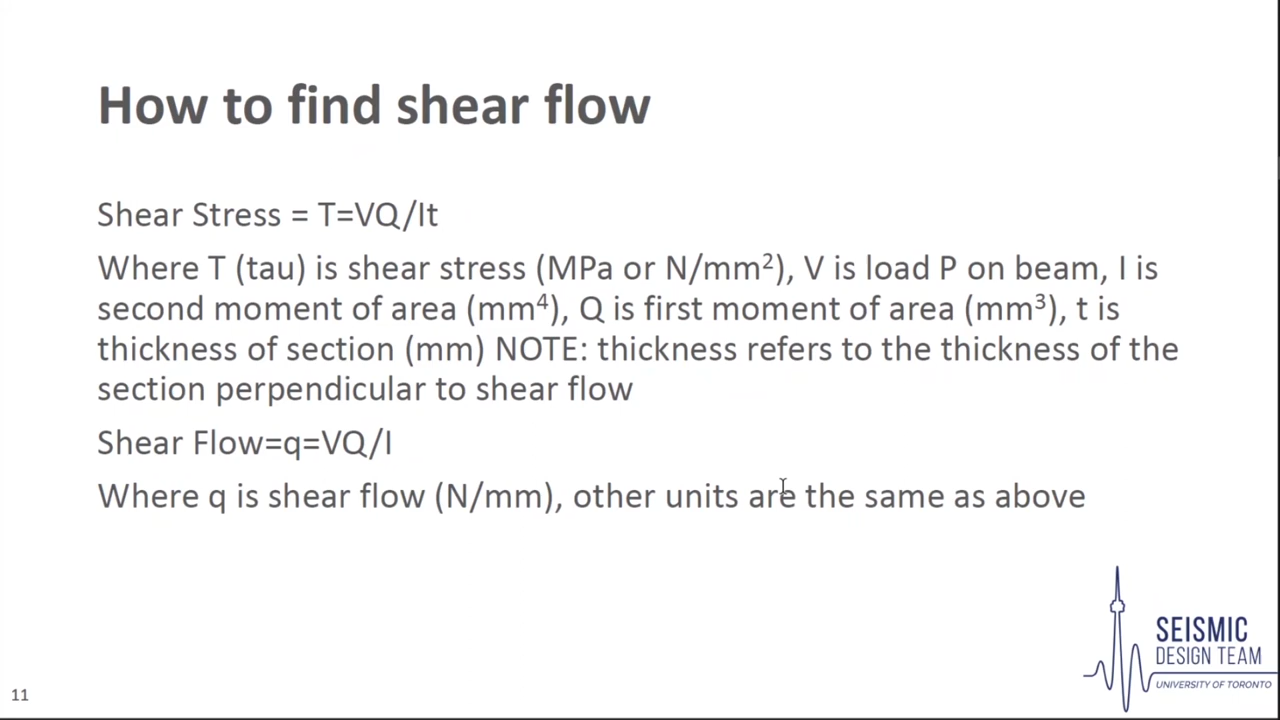 How to find shear flow
Shear Stress = T=VQ/It
Where T (tau) is shear stress (MPa or N/mm²), V is load P on beam, I is
second moment of area (mm⁴), Q is first moment of area (mm³), t is
thickness of section (mm) NOTE: thickness refers to the thickness of the
section perpendicular to shear flow
Shear Flow=q=VQ/I
Where q is shear flow (N/mm), other units are the same as above
SEISMIC
DESIGN TEAM
UNIVERSITY OF TORONTO
11